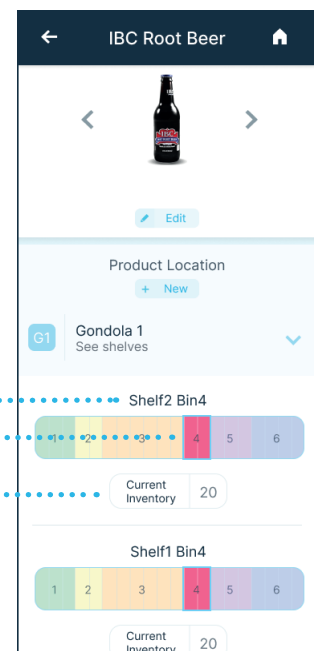 IBC Root Beer
IBC
Edit
Product Location
+ New
G1
Gondola 1
See shelves
Shelf2 Bin4
1 2 3 4 5 6
Current
Inventory
20
Shelf1 Bin4
1 2 3 4 5 6
Current
Inventory
20